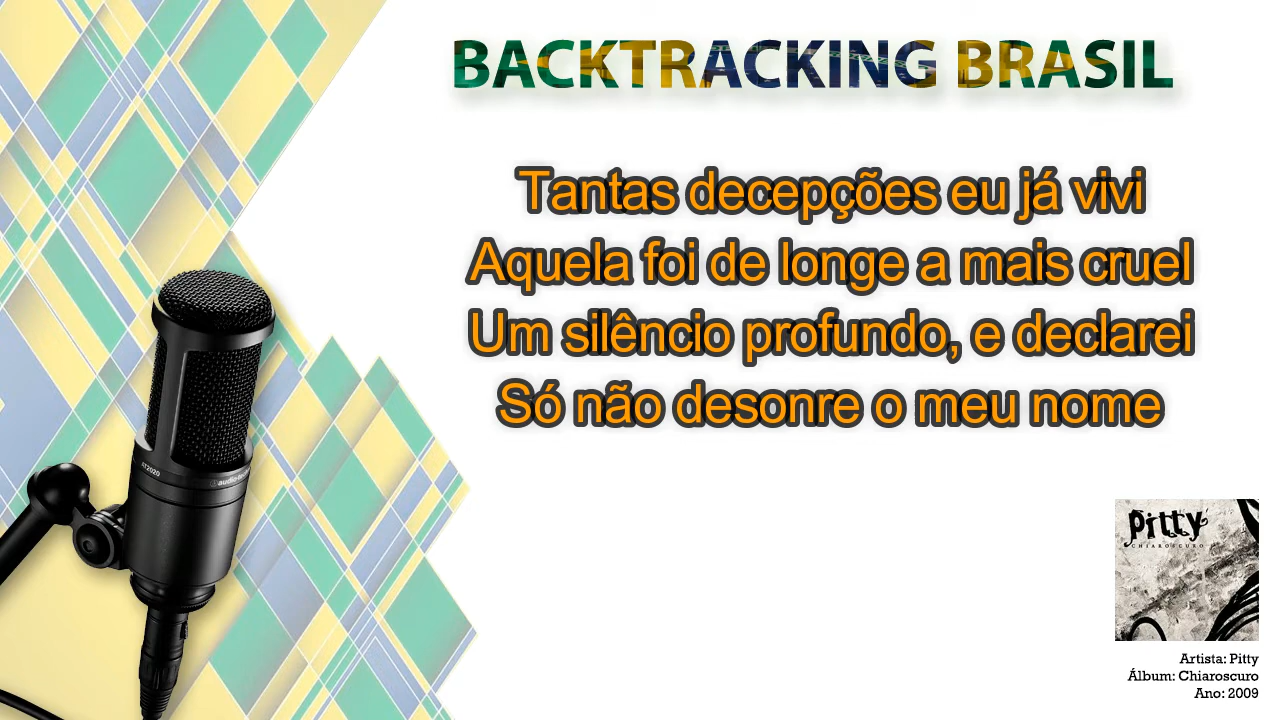 BACKTRACKING BRASIL
Tantas decepções eu já vivi
Aquela foi de longe a mais cruel
Um silêncio profundo, e declarei
Só não desonre o meu nome
AT2020
pitty
CHIAROSCURO
Artista: Pitty
Álbum: Chiaroscuro
Ano: 2009